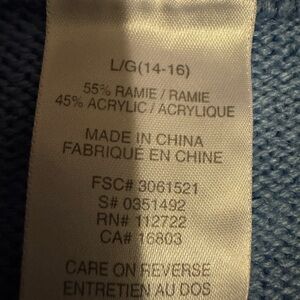 L/G(14-16)
55% RAMIE / RAMIE
45% ACRYLIC / ACRYLIQUE
MADE IN CHINA
FABRIQUÉ EN CHINE
FSC# 3061521
S# 0351492
RN# 112722
CA# 16803
CARE ON REVERSE
ENTRETIEN AU DOS